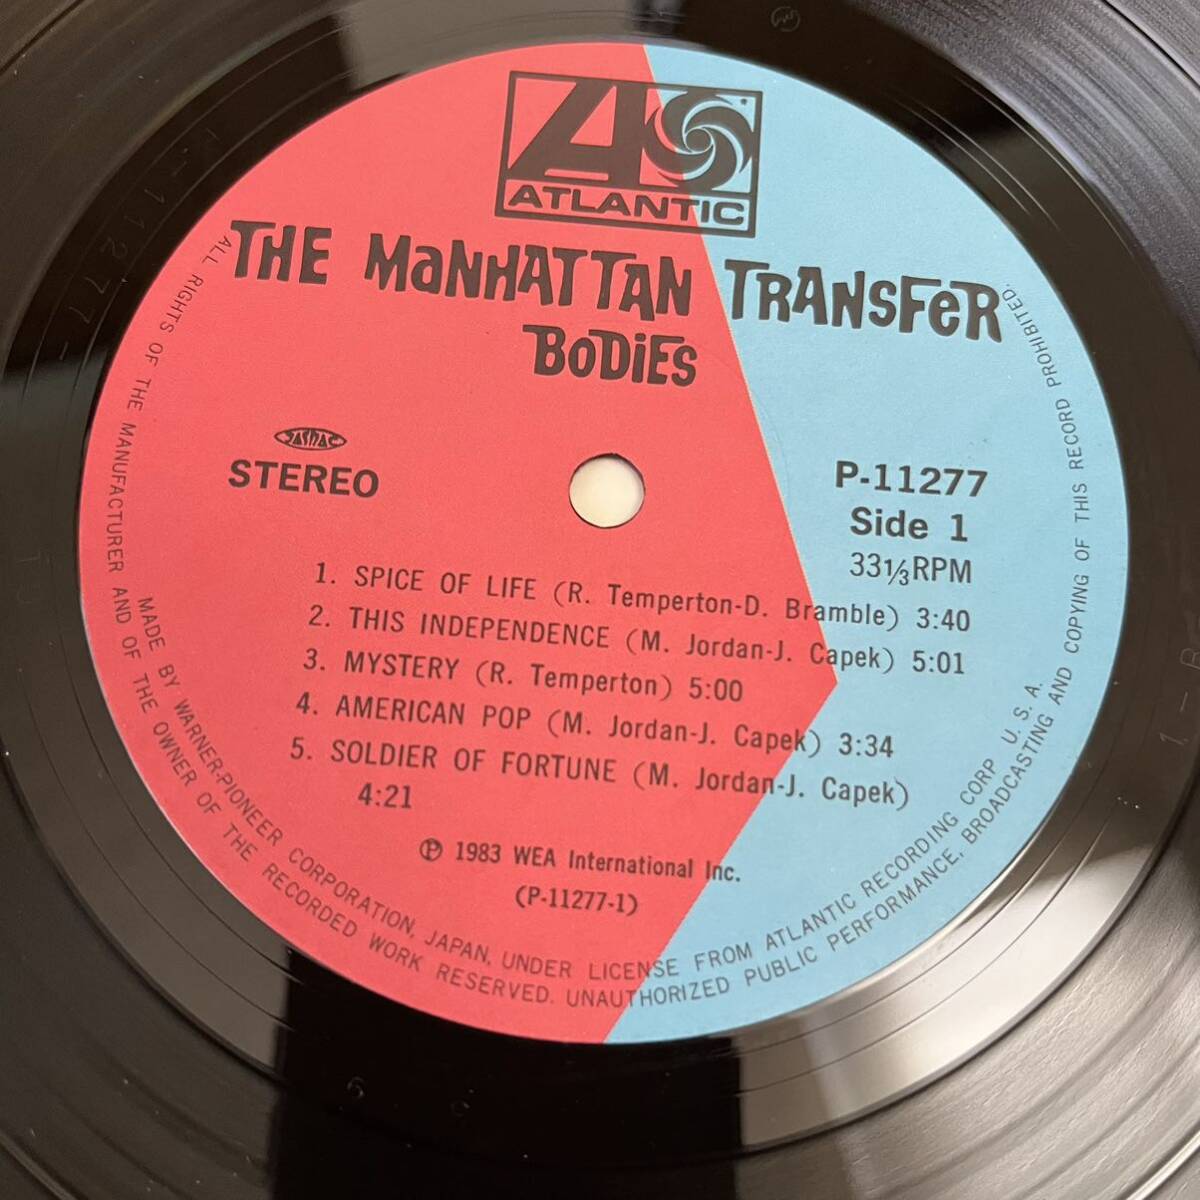 ATLANTIC
THE MANHATTAN TRANSFER
BODIES
JASRAC
STEREO
P-11277
Side 1
33⅓RPM
1. SPICE OF LIFE (R. Temperton-D. Bramble) 3:40
2. THIS INDEPENDENCE (M. Jordan-J. Capek) 5:01
3. MYSTERY (R. Temperton) 5:00
4. AMERICAN POP (M. Jordan-J. Capek) 3:34
5. SOLDIER OF FORTUNE (M. Jordan-J. Capek)
4:21
Ⓟ 1983 WEA International Inc.
(P-11277-1)
MADE BY WARNER-PIONEER CORPORATION, JAPAN, UNDER LICENSE FROM ATLANTIC RECORDING CORP. U. S. A.
ALL RIGHTS OF THE MANUFACTURER AND OF THE OWNER OF THE RECORDED WORK RESERVED. UNAUTHORIZED PUBLIC PERFORMANCE, BROADCASTING AND COPYING OF THIS RECORD PROHIBITED.